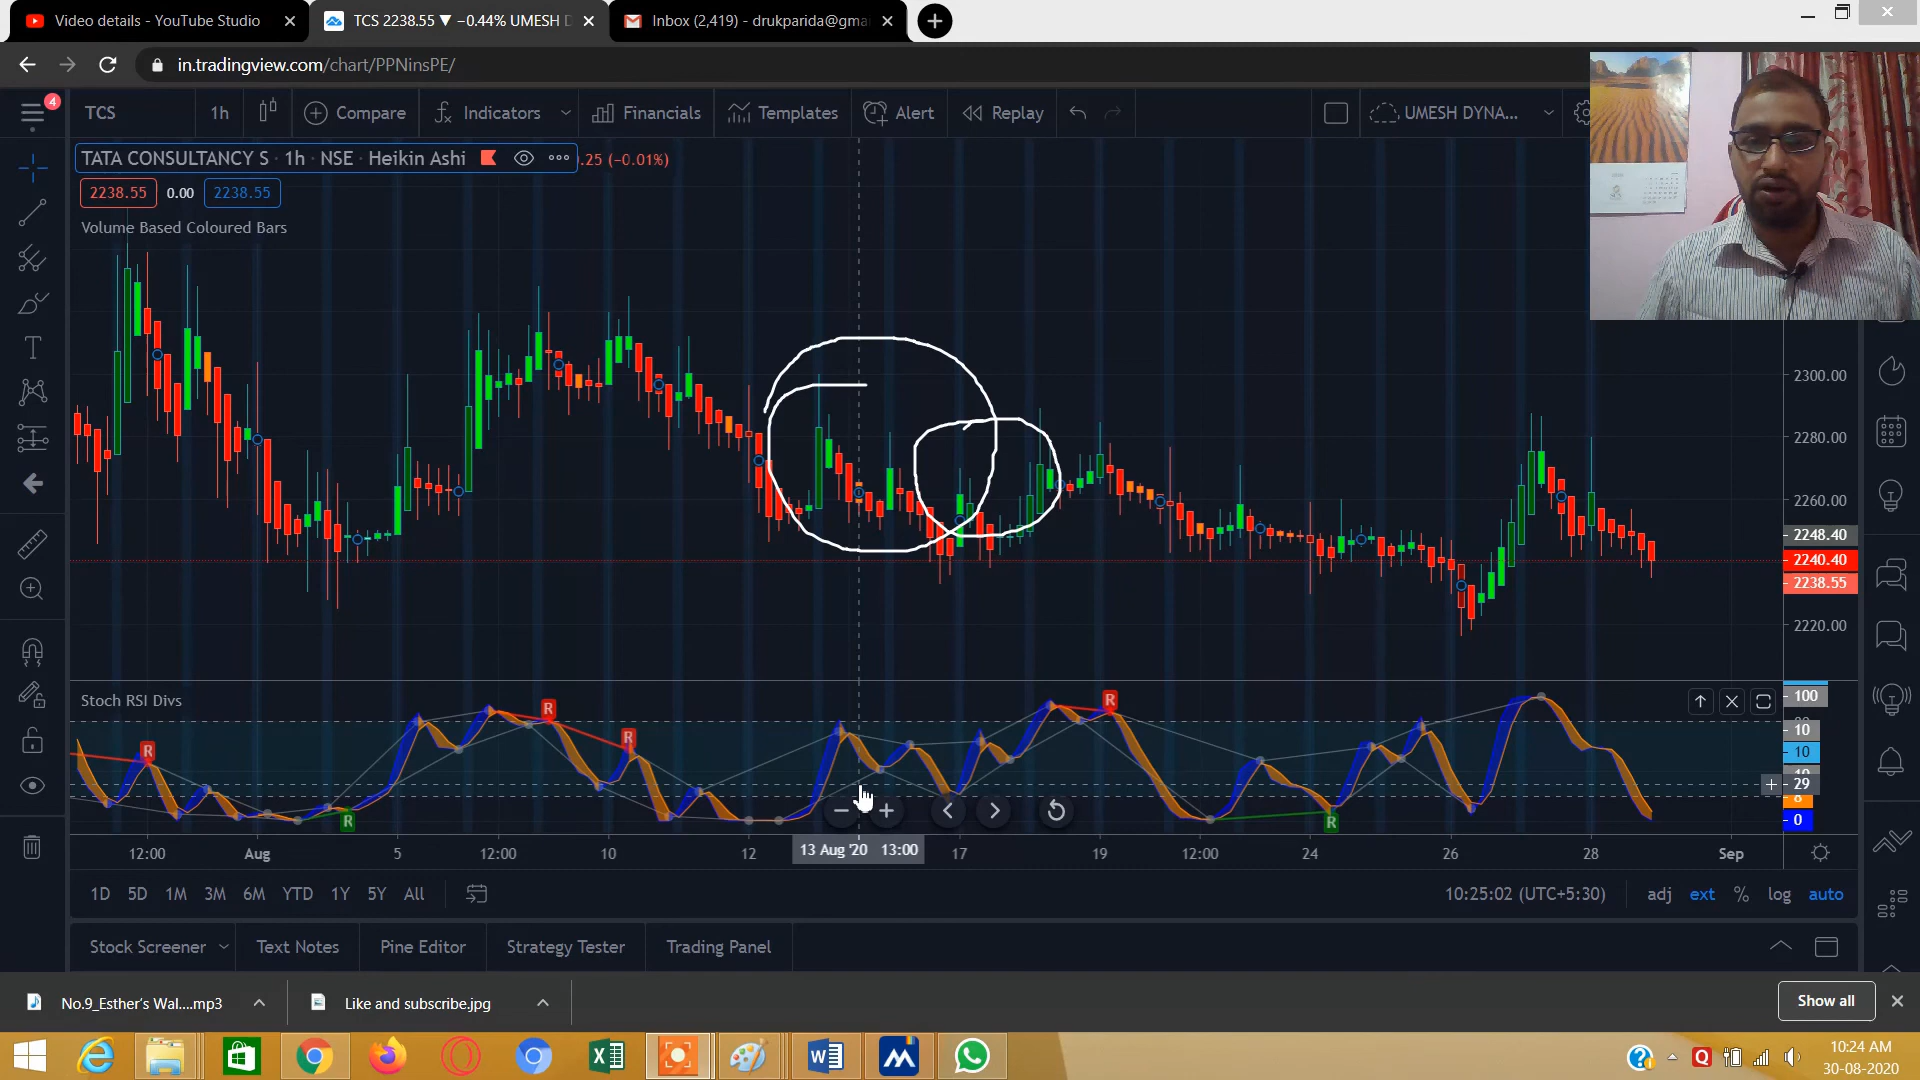 Video details - YouTube Studio
TCS 2238.55 ▼ −0.44% UMESH D
Inbox (2,419) - drukparida@gma
in.tradingview.com/chart/PPNinsPE/
4
TCS 1h Compare Indicators Financials Templates Alert Replay UMESH DYNA...
TATA CONSULTANCY S · 1h · NSE · Heikin Ashi .25 (−0.01%)
2238.55 0.00 2238.55
Volume Based Coloured Bars
2300.00
2280.00
2260.00
2248.40
2240.40
2238.55
2220.00
Stoch RSI Divs
R
R
R
R
R
R
100
10
10
29
0
12:00 Aug 5 12:00 10 12 13 Aug '20 13:00 17 19 12:00 24 26 28 Sep
1D 5D 1M 3M 6M YTD 1Y 5Y All 10:25:02 (UTC+5:30) adj ext % log auto
Stock Screener Text Notes Pine Editor Strategy Tester Trading Panel
No.9_Esther's Wal....mp3 Like and subscribe.jpg Show all
10:24 AM
30-08-2020